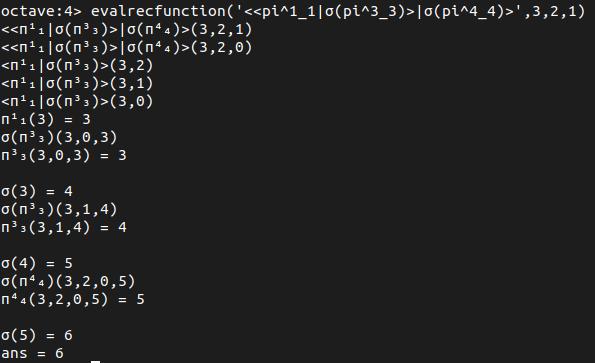 octave:4> evalrecfunction('<<pi^1_1|σ(pi^3_3)>|σ(pi^4_4)>',3,2,1)
<<π¹₁|σ(π³₃)>|σ(π⁴₄)>(3,2,1)
<<π¹₁|σ(π³₃)>|σ(π⁴₄)>(3,2,0)
<π¹₁|σ(π³₃)>(3,2)
<π¹₁|σ(π³₃)>(3,1)
<π¹₁|σ(π³₃)>(3,0)
π¹₁(3) = 3
σ(π³₃)(3,0,3)
π³₃(3,0,3) = 3
σ(3) = 4
σ(π³₃)(3,1,4)
π³₃(3,1,4) = 4
σ(4) = 5
σ(π⁴₄)(3,2,0,5)
π⁴₄(3,2,0,5) = 5
σ(5) = 6
ans = 6